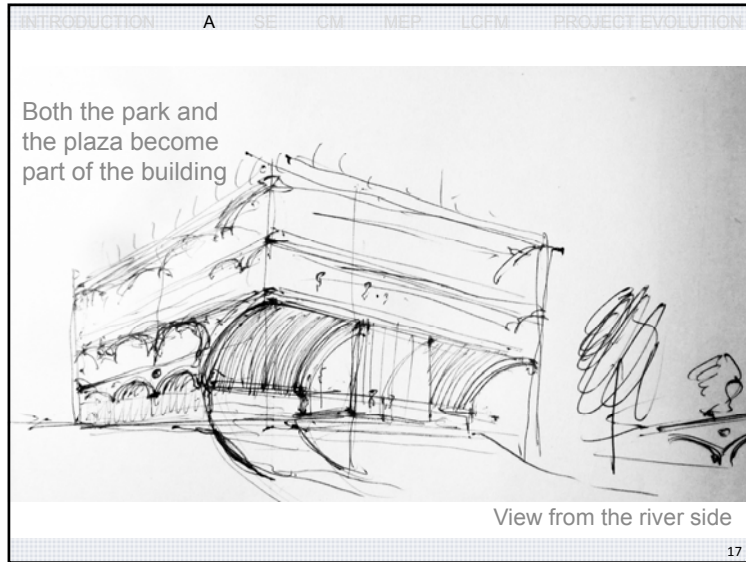 INTRODUCTION A SE CM MEP LCFM PROJECT EVOLUTION
Both the park and
the plaza become
part of the building
View from the river side
17